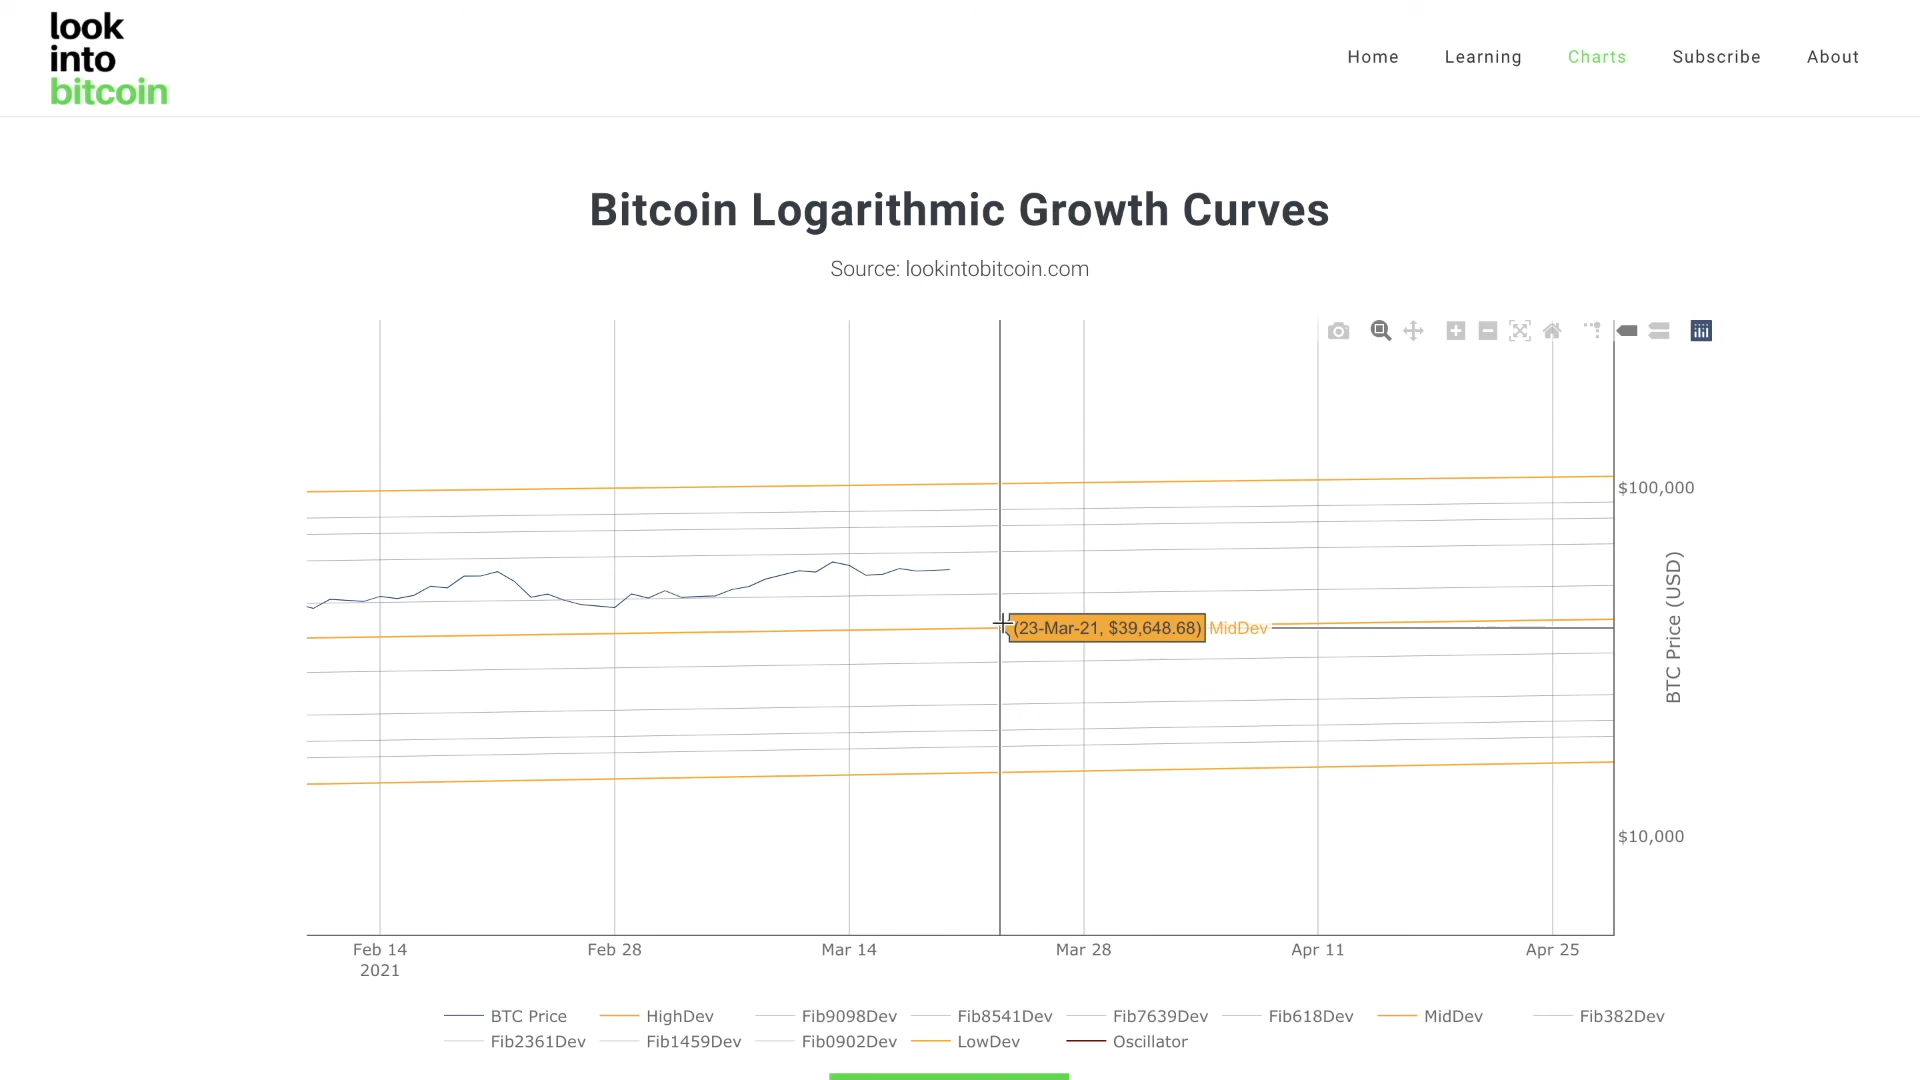 look
into
bitcoin
Home Learning Charts Subscribe About
Bitcoin Logarithmic Growth Curves
Source: lookintobitcoin.com
$100,000
(23-Mar-21, $39,648.68) MidDev
BTC Price (USD)
$10,000
Feb 14 Feb 28 Mar 14 Mar 28 Apr 11 Apr 25
2021
BTC Price HighDev Fib9098Dev Fib8541Dev Fib7639Dev Fib618Dev MidDev Fib382Dev
Fib2361Dev Fib1459Dev Fib0902Dev LowDev Oscillator